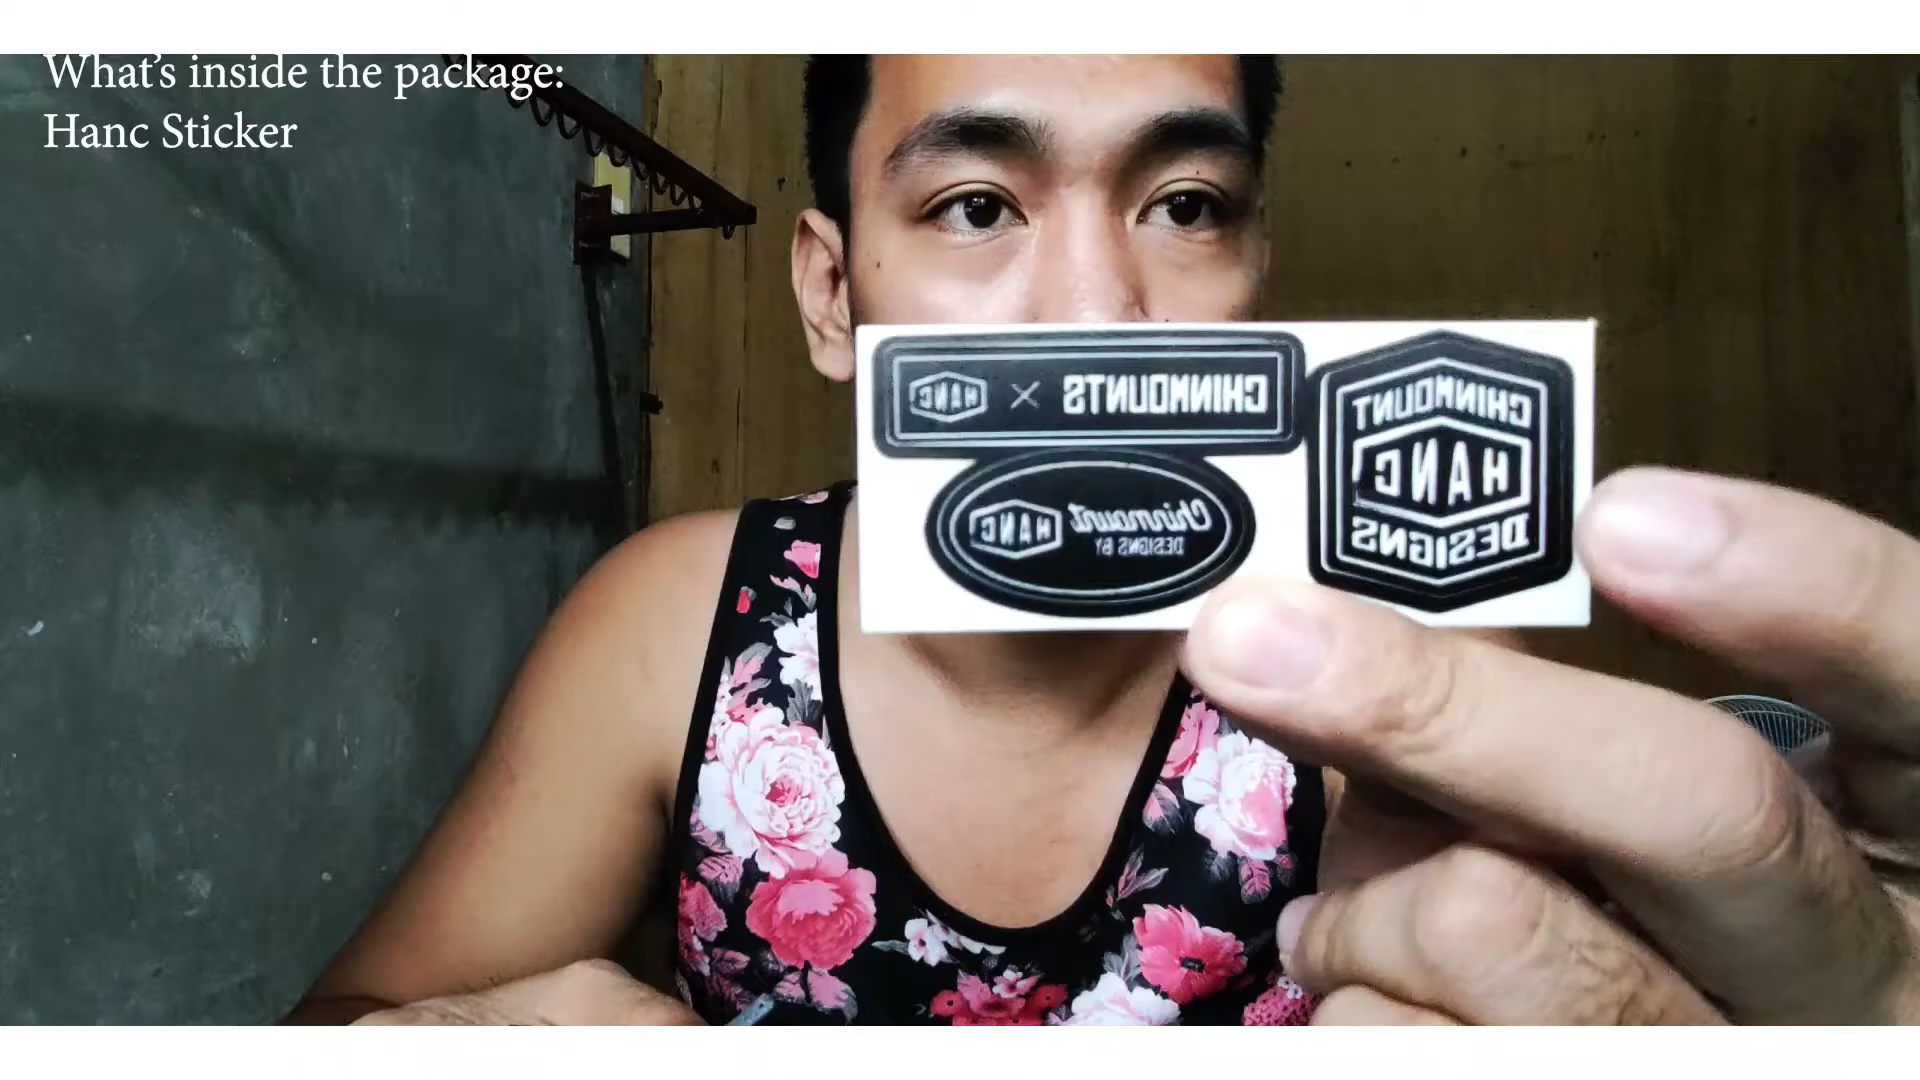 What's inside the package:
Hanc Sticker
HANC X CHINMOUNTS
CHINMOUNT
HANC
DESIGNS
Chinmount
DESIGNS BY
HANC